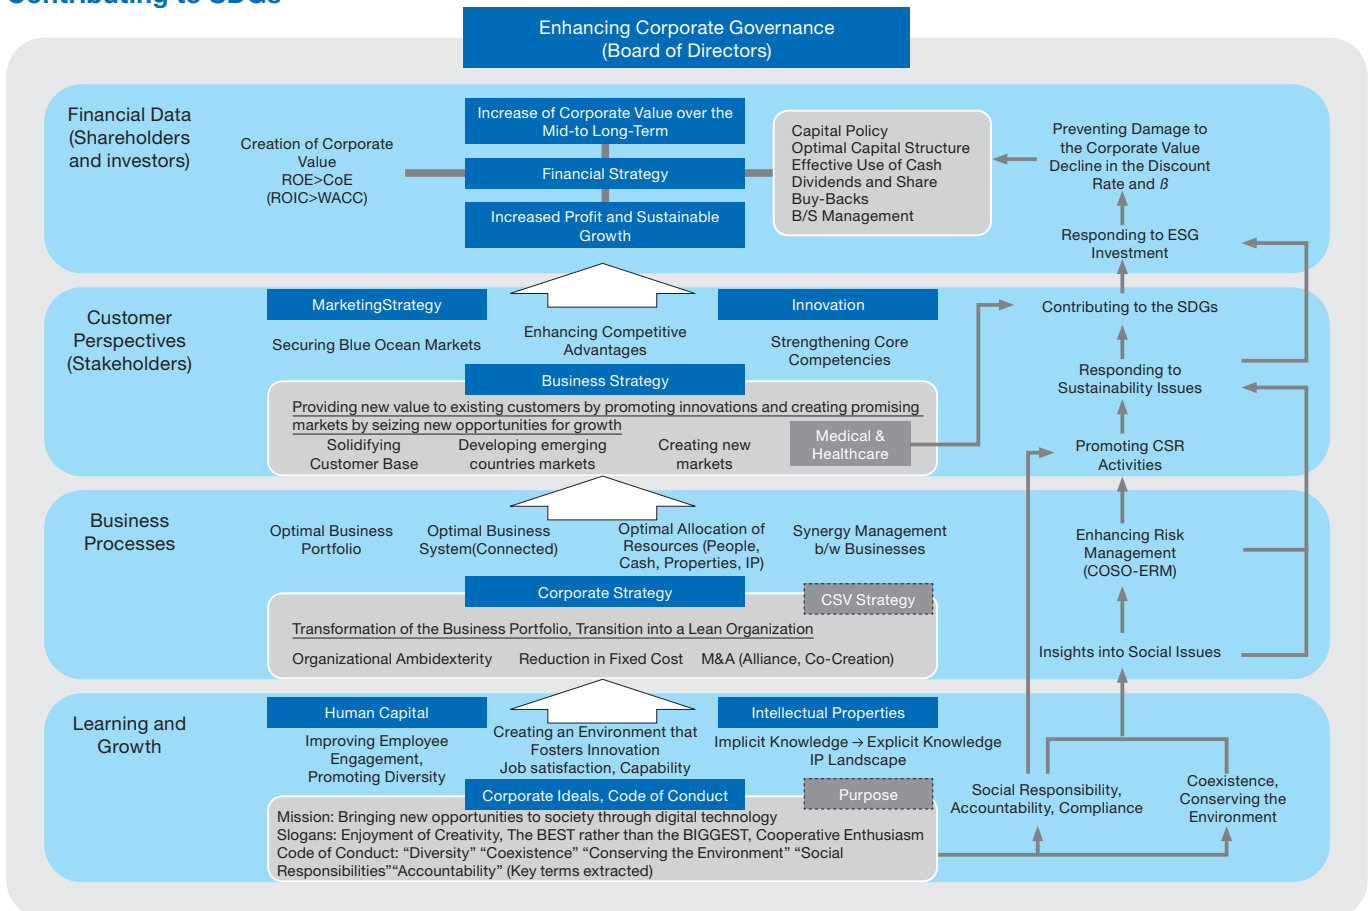 Contributing to SDGs
Enhancing Corporate Governance
(Board of Directors)
Financial Data
(Shareholders
and investors)
Creation of Corporate
Value
ROE>CoE
(ROIC>WACC)
Increase of Corporate Value over the
Mid-to Long-Term
Financial Strategy
Increased Profit and Sustainable
Growth
Capital Policy
Optimal Capital Structure
Effective Use of Cash
Dividends and Share
Buy-Backs
B/S Management
Preventing Damage to
the Corporate Value
Decline in the Discount
Rate and ß
Responding to ESG
Investment
Customer
Perspectives
(Stakeholders)
MarketingStrategy
Securing Blue Ocean Markets
Enhancing Competitive
Advantages
Innovation
Strengthening Core
Competencies
Contributing to the SDGs
Business Strategy
Providing new value to existing customers by promoting innovations and creating promising
markets by seizing new opportunities for growth
Solidifying
Customer Base
Developing emerging
countries markets
Creating new
markets
Medical &
Healthcare
Responding to
Sustainability Issues
Promoting CSR
Activities
Business
Processes
Optimal Business
Portfolio
Optimal Business
System(Connected)
Optimal Allocation of
Resources (People,
Cash, Properties, IP)
Synergy Management
b/w Businesses
Enhancing Risk
Management
(COSO-ERM)
Corporate Strategy
CSV Strategy
Transformation of the Business Portfolio, Transition into a Lean Organization
Organizational Ambidexterity
Reduction in Fixed Cost
M&A (Alliance, Co-Creation)
Insights into Social Issues
Learning and
Growth
Human Capital
Improving Employee
Engagement,
Promoting Diversity
Creating an Environment that
Fosters Innovation
Job satisfaction, Capability
Intellectual Properties
Implicit Knowledge → Explicit Knowledge
IP Landscape
Corporate Ideals, Code of Conduct
Purpose
Mission: Bringing new opportunities to society through digital technology
Slogans: Enjoyment of Creativity, The BEST rather than the BIGGEST, Cooperative Enthusiasm
Code of Conduct: “Diversity” “Coexistence” “Conserving the Environment” “Social
Responsibilities”“Accountability” (Key terms extracted)
Social Responsibility,
Accountability, Compliance
Coexistence,
Conserving the
Environment